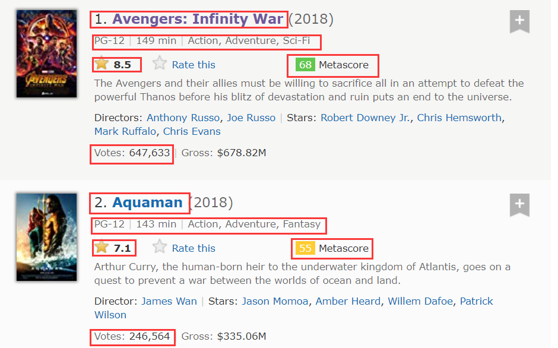 1. Avengers: Infinity War (2018)
PG-12 | 149 min | Action, Adventure, Sci-Fi
8.5 Rate this 68 Metascore
The Avengers and their allies must be willing to sacrifice all in an attempt to defeat the
powerful Thanos before his blitz of devastation and ruin puts an end to the universe.
Directors: Anthony Russo, Joe Russo | Stars: Robert Downey Jr., Chris Hemsworth,
Mark Ruffalo, Chris Evans
Votes: 647,633 | Gross: $678.82M
AVENGERS
2. Aquaman (2018)
PG-12 | 143 min | Action, Adventure, Fantasy
7.1 Rate this 55 Metascore
Arthur Curry, the human-born heir to the underwater kingdom of Atlantis, goes on a
quest to prevent a war between the worlds of ocean and land.
Director: James Wan | Stars: Jason Momoa, Amber Heard, Willem Dafoe, Patrick
Wilson
Votes: 246,564 | Gross: $335.06M